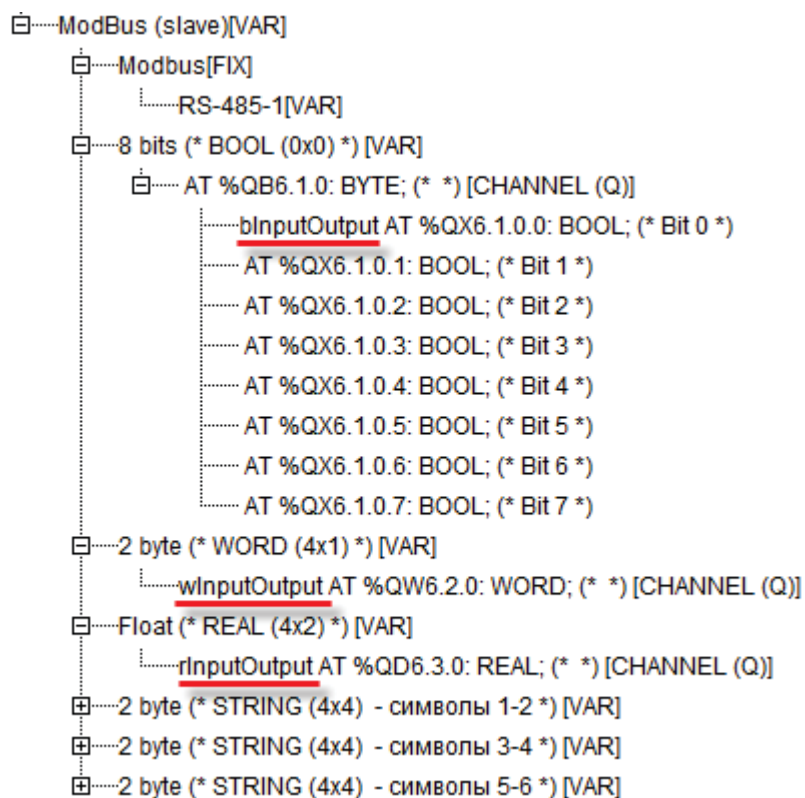 ModBus (slave)[VAR]
Modbus[FIX]
RS-485-1[VAR]
8 bits (* BOOL (0x0) *) [VAR]
AT %QB6.1.0: BYTE; (* *) [CHANNEL (Q)]
bInputOutput AT %QX6.1.0.0: BOOL; (* Bit 0 *)
AT %QX6.1.0.1: BOOL; (* Bit 1 *)
AT %QX6.1.0.2: BOOL; (* Bit 2 *)
AT %QX6.1.0.3: BOOL; (* Bit 3 *)
AT %QX6.1.0.4: BOOL; (* Bit 4 *)
AT %QX6.1.0.5: BOOL; (* Bit 5 *)
AT %QX6.1.0.6: BOOL; (* Bit 6 *)
AT %QX6.1.0.7: BOOL; (* Bit 7 *)
2 byte (* WORD (4x1) *) [VAR]
wInputOutput AT %QW6.2.0: WORD; (* *) [CHANNEL (Q)]
Float (* REAL (4x2) *) [VAR]
rInputOutput AT %QD6.3.0: REAL; (* *) [CHANNEL (Q)]
2 byte (* STRING (4x4) - символы 1-2 *) [VAR]
2 byte (* STRING (4x4) - символы 3-4 *) [VAR]
2 byte (* STRING (4x4) - символы 5-6 *) [VAR]